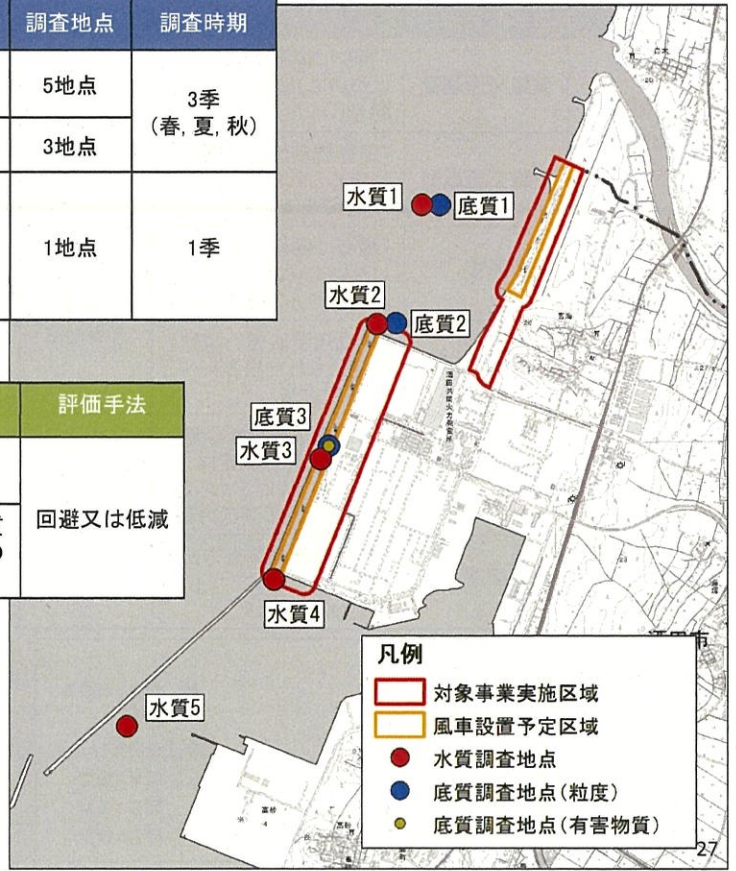 調査地点
調査時期
5地点
3季
(春, 夏, 秋)
3地点
1地点
1季
評価手法
回避又は低減
水質1
底質1
水質2
底質2
底質3
水質3
水質4
水質5
凡例
対象事業実施区域
風車設置予定区域
水質調査地点
底質調査地点(粒度)
底質調査地点(有害物質)
27